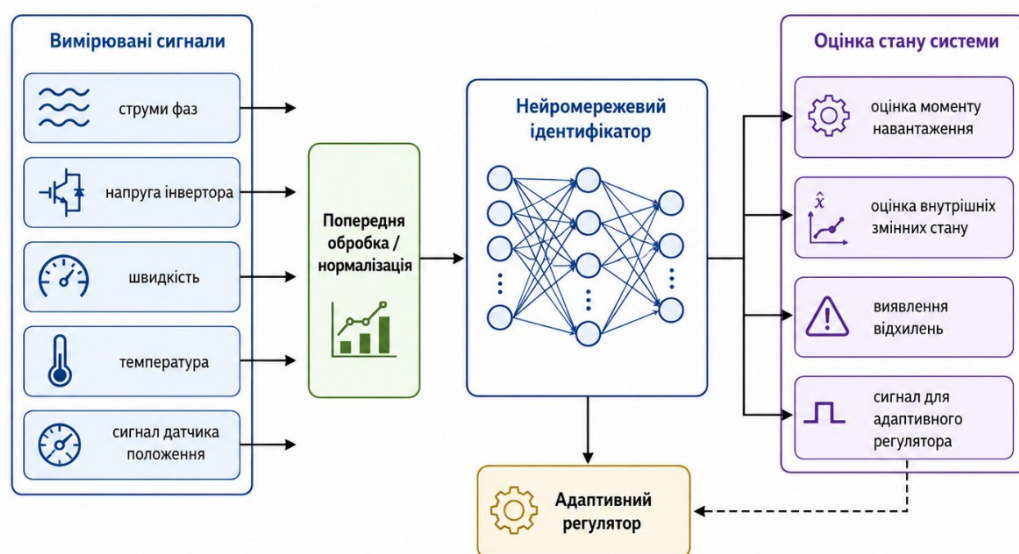 Вимірювані сигнали
струми фаз
напруга інвертора
швидкість
температура
сигнал датчика
положення
Попередня
обробка /
нормалізація
Нейромережевий
ідентифікатор
Адаптивний
регулятор
Оцінка стану системи
оцінка моменту
навантаження
x̂
оцінка внутрішніх
змінних стану
виявлення
відхилень
сигнал для
адаптивного
регулятора